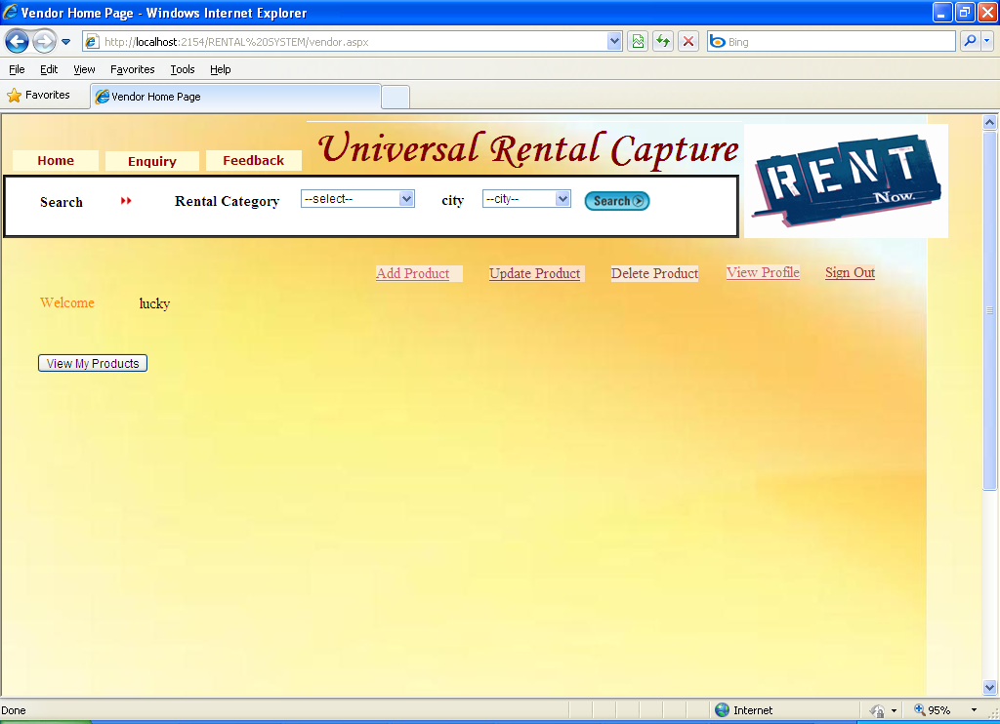 Vendor Home Page - Windows Internet Explorer
http://localhost:2154/RENTAL%20SYSTEM/vendor.aspx
Bing
File Edit View Favorites Tools Help
Favorites
Vendor Home Page
Universal Rental Capture
Home Enquiry Feedback
RENT
Now.
Search Rental Category --select-- city --city-- Search
Add Product Update Product Delete Product View Profile Sign Out
Welcome lucky
View My Products
Done Internet 95%